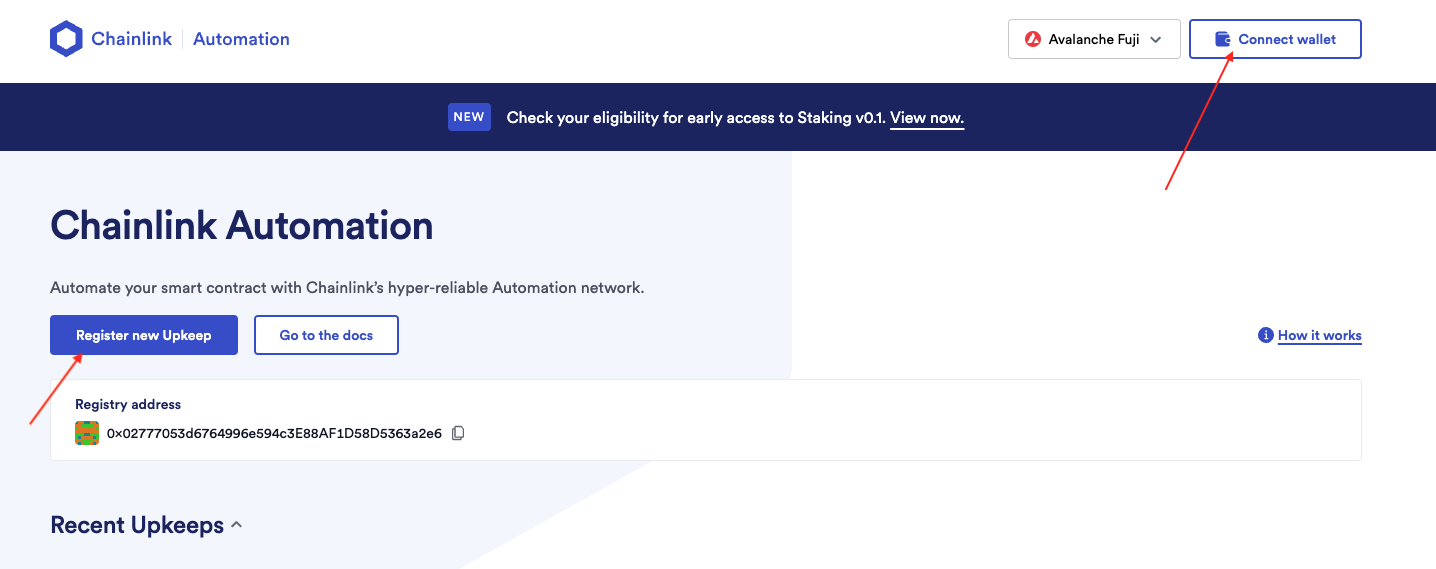 Chainlink Automation
Avalanche Fuji
Connect wallet
NEW Check your eligibility for early access to Staking v0.1. View now.
Chainlink Automation
Automate your smart contract with Chainlink’s hyper-reliable Automation network.
Register new Upkeep
Go to the docs
How it works
Registry address
0x02777053d6764996e594c3E88AF1D58D5363a2e6
Recent Upkeeps